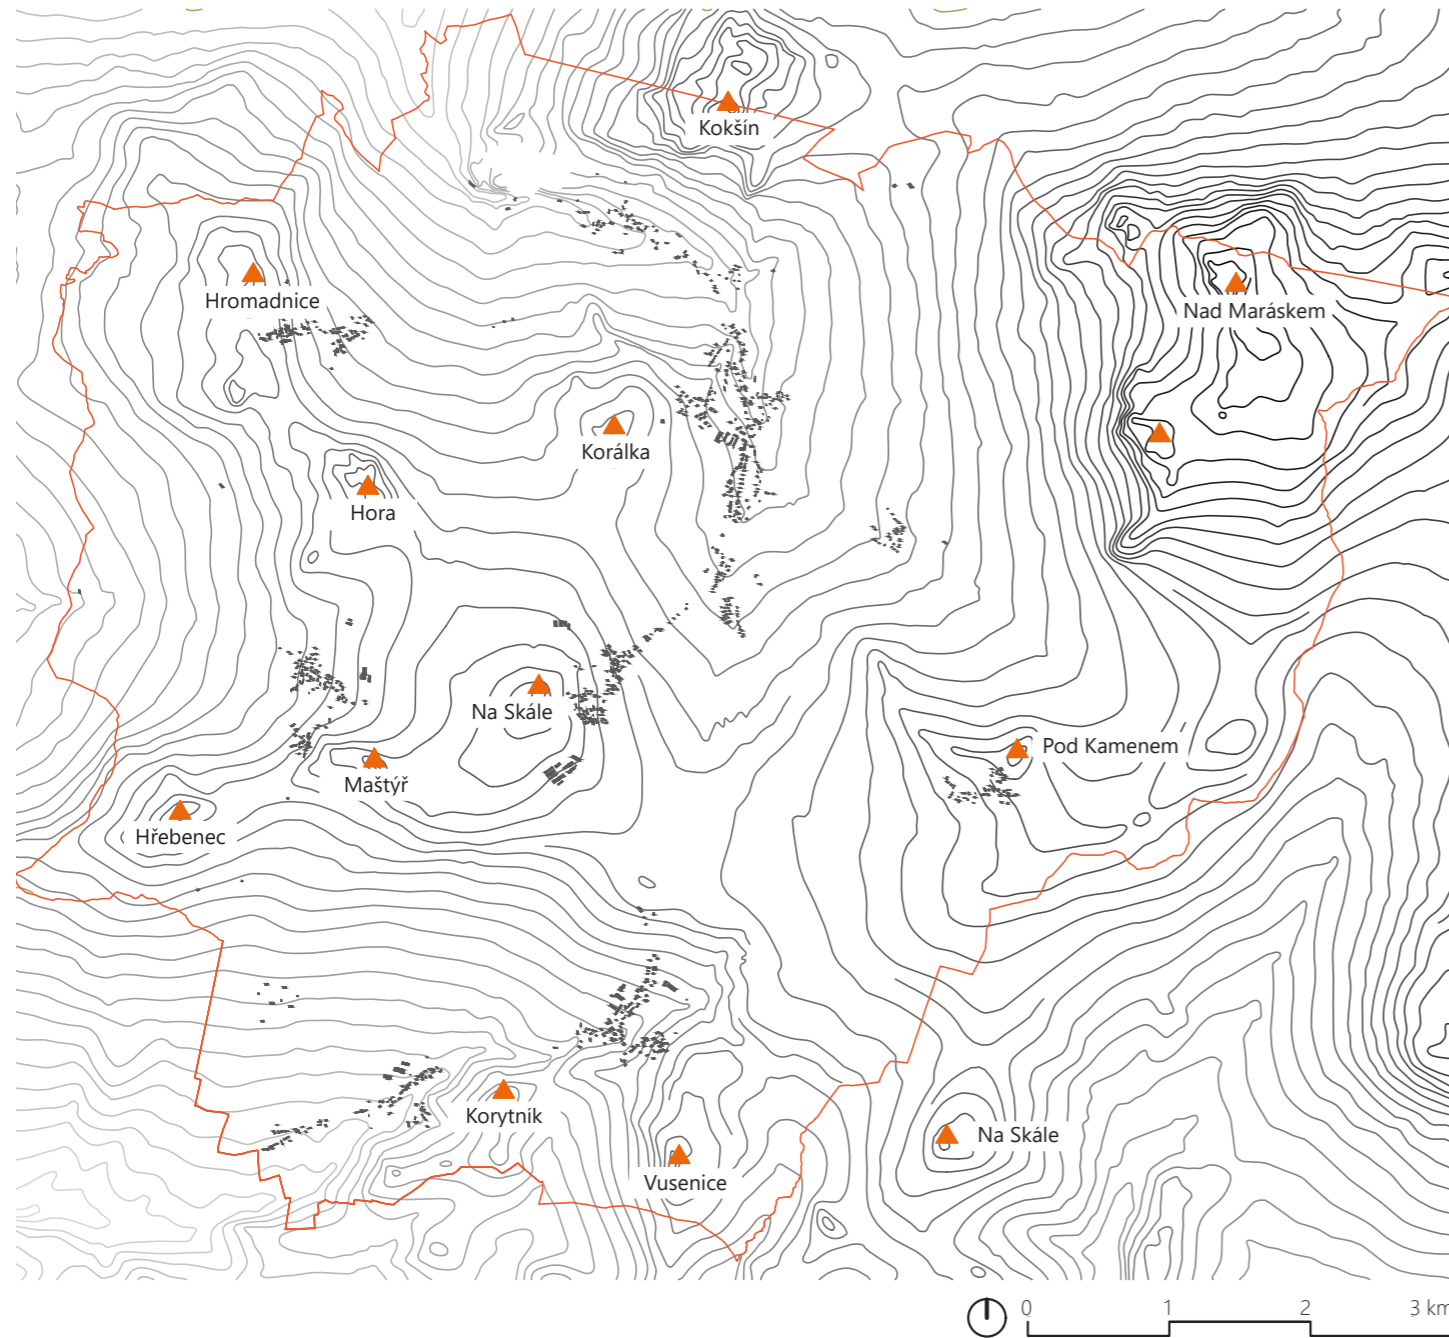 Kokšín
Hromadnice
Nad Maráskem
Korálka
Hora
Na Skále
Pod Kamenem
Maštýř
Hřebenec
Korytník
Na Skále
Vusenice
0 1 2 3 km